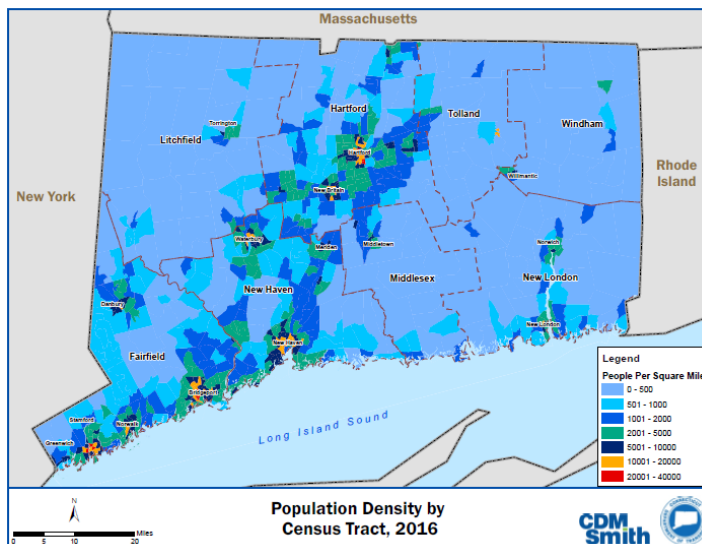 Massachusetts
New York
Rhode
Island
Litchfield
Hartford
Tolland
Windham
Torrington
Hartford
New Britain
Willimantic
Waterbury
Meriden
Middletown
Norwich
Middlesex
New London
New Haven
Danbury
Fairfield
New Haven
New London
Bridgeport
Stamford
Norwalk
Greenwich
Long Island Sound
Legend
People Per Square Mile
0 - 500
501 - 1000
1001 - 2000
2001 - 5000
5001 - 10000
10001 - 20000
20001 - 40000
N
Miles
0 5 10 20
Population Density by
Census Tract, 2016
CDM
Smith